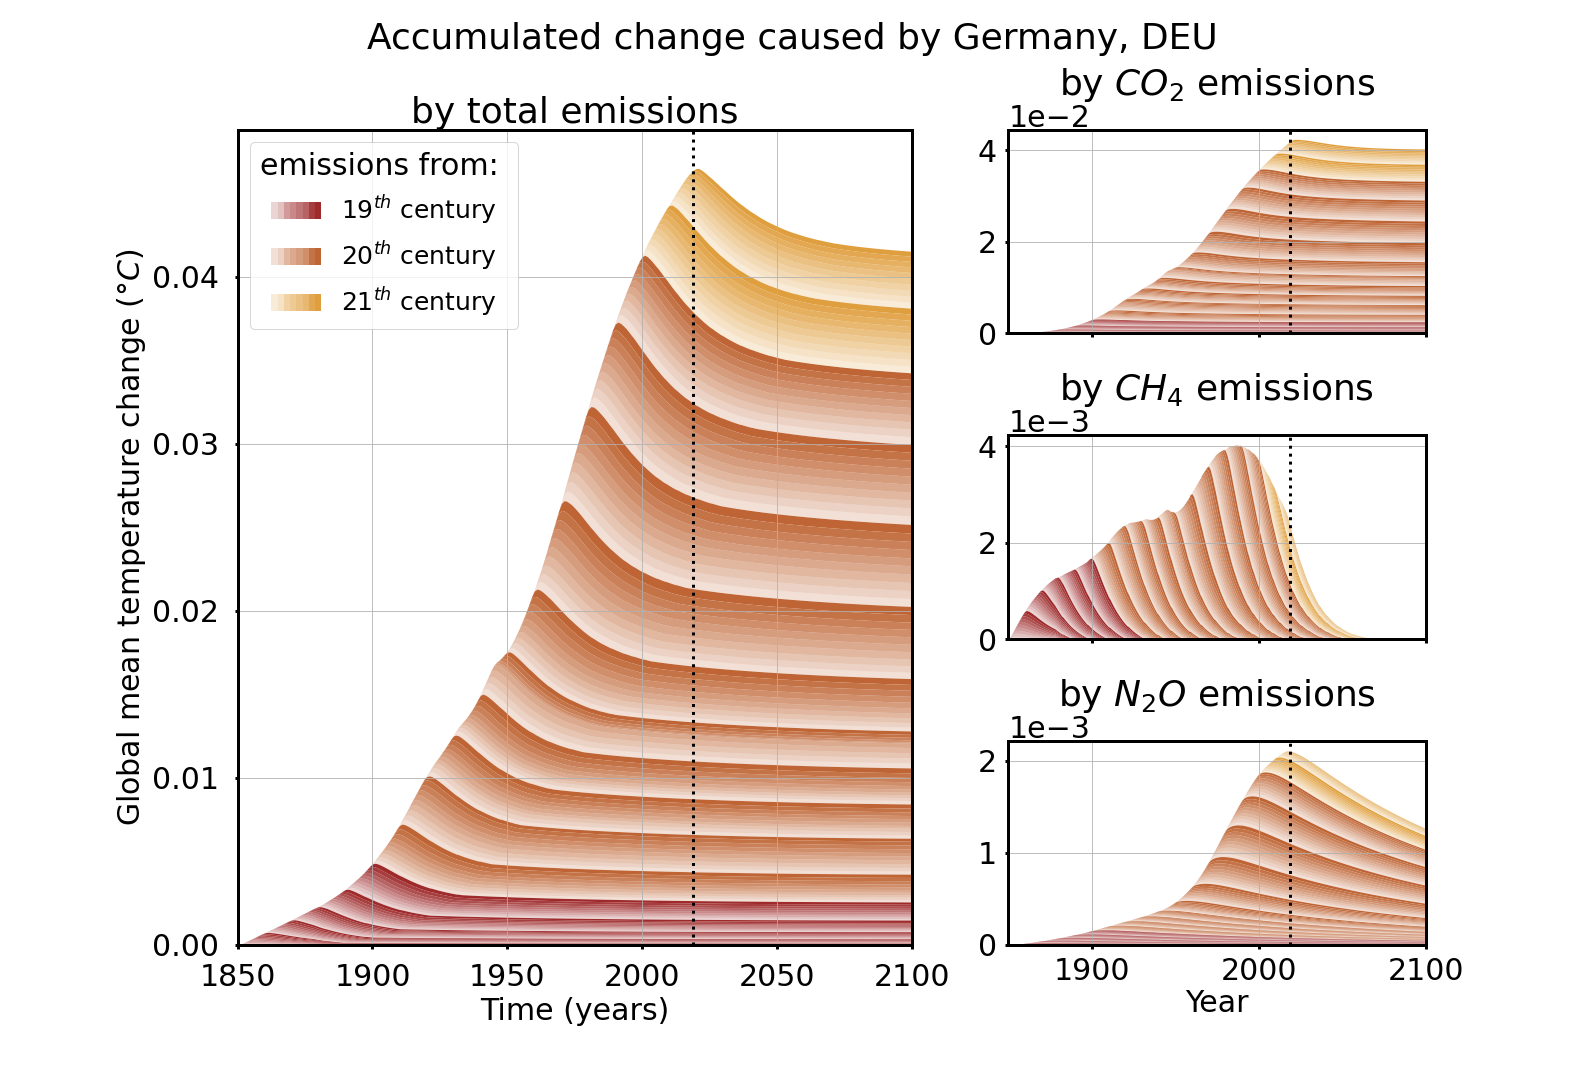 Accumulated change caused by Germany, DEU
by total emissions
Global mean temperature change (°C)
0.04
0.03
0.02
0.01
0.00
emissions from:
19th century
20th century
21th century
1850 1900 1950 2000 2050 2100
Time (years)
by CO₂ emissions
1e−2
4
2
0
by CH₄ emissions
1e−3
4
2
0
by N₂O emissions
1e−3
2
1
0
1900 2000 2100
Year